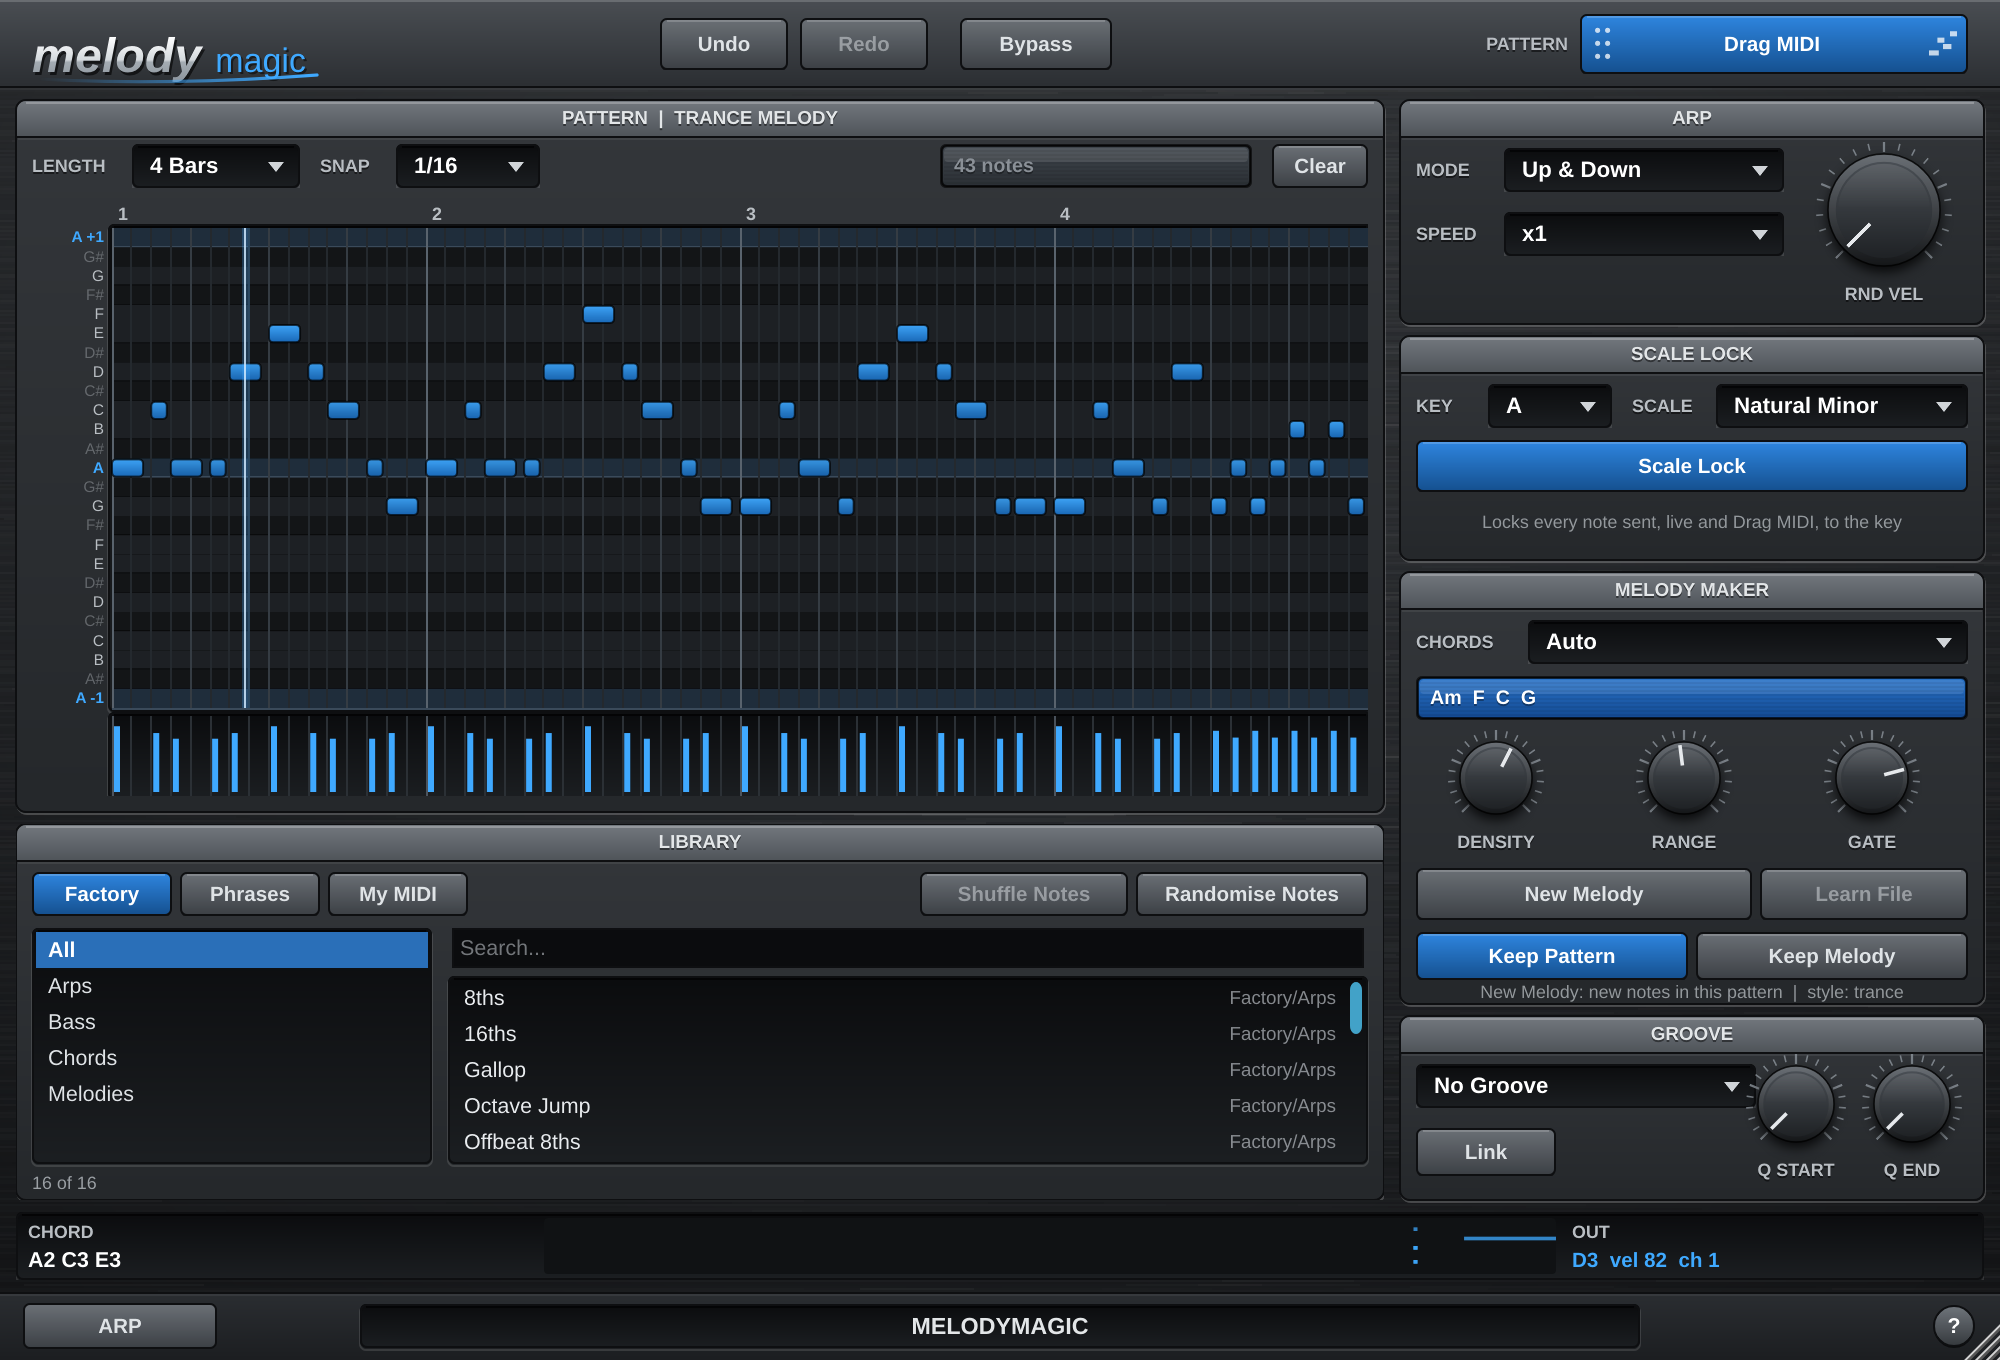 melody magic
Undo
Redo
Bypass
PATTERN
Drag MIDI
PATTERN | TRANCE MELODY
LENGTH
4 Bars
SNAP
1/16
43 notes
Clear
1
2
3
4
A +1
G#
G
F#
F
E
D#
D
C#
C
B
A#
A
G#
G
F#
F
E
D#
D
C#
C
B
A#
A -1
ARP
MODE
Up & Down
SPEED
x1
RND VEL
SCALE LOCK
KEY
A
SCALE
Natural Minor
Scale Lock
Locks every note sent, live and Drag MIDI, to the key
MELODY MAKER
CHORDS
Auto
Am F C G
DENSITY
RANGE
GATE
New Melody
Learn File
Keep Pattern
Keep Melody
New Melody: new notes in this pattern | style: trance
GROOVE
No Groove
Link
Q START
Q END
LIBRARY
Factory
Phrases
My MIDI
Shuffle Notes
Randomise Notes
All
Arps
Bass
Chords
Melodies
Search...
8ths Factory/Arps
16ths Factory/Arps
Gallop Factory/Arps
Octave Jump Factory/Arps
Offbeat 8ths Factory/Arps
16 of 16
CHORD
A2 C3 E3
OUT
D3 vel 82 ch 1
ARP
MELODYMAGIC
?